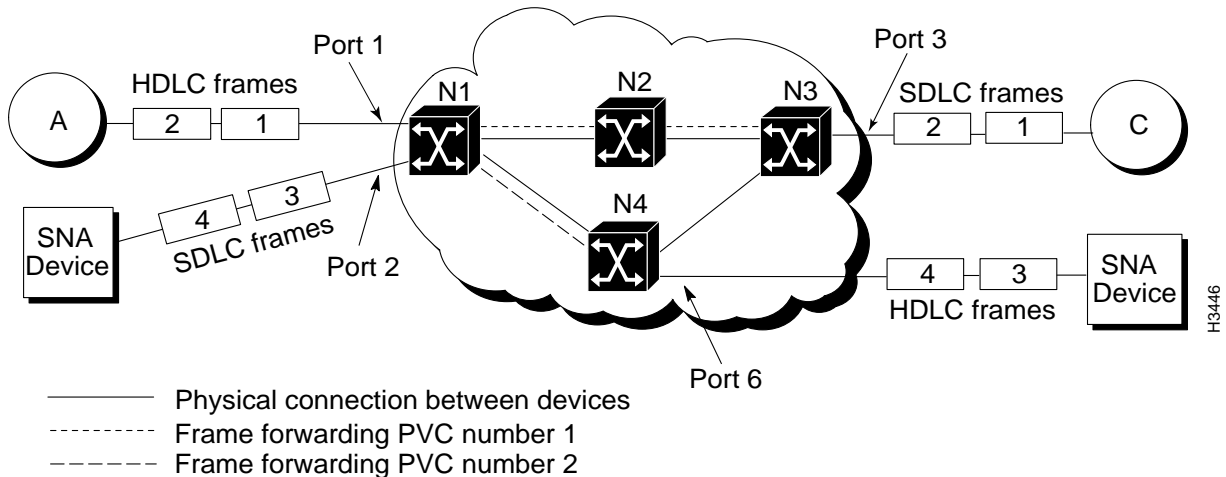 Port 1
Port 3
HDLC frames
N1
N2
N3
SDLC frames
A
2
1
2
1
C
4
3
SDLC frames
SNA
Device
Port 2
N4
4
3
HDLC frames
SNA
Device
H3446
Port 6
Physical connection between devices
Frame forwarding PVC number 1
Frame forwarding PVC number 2